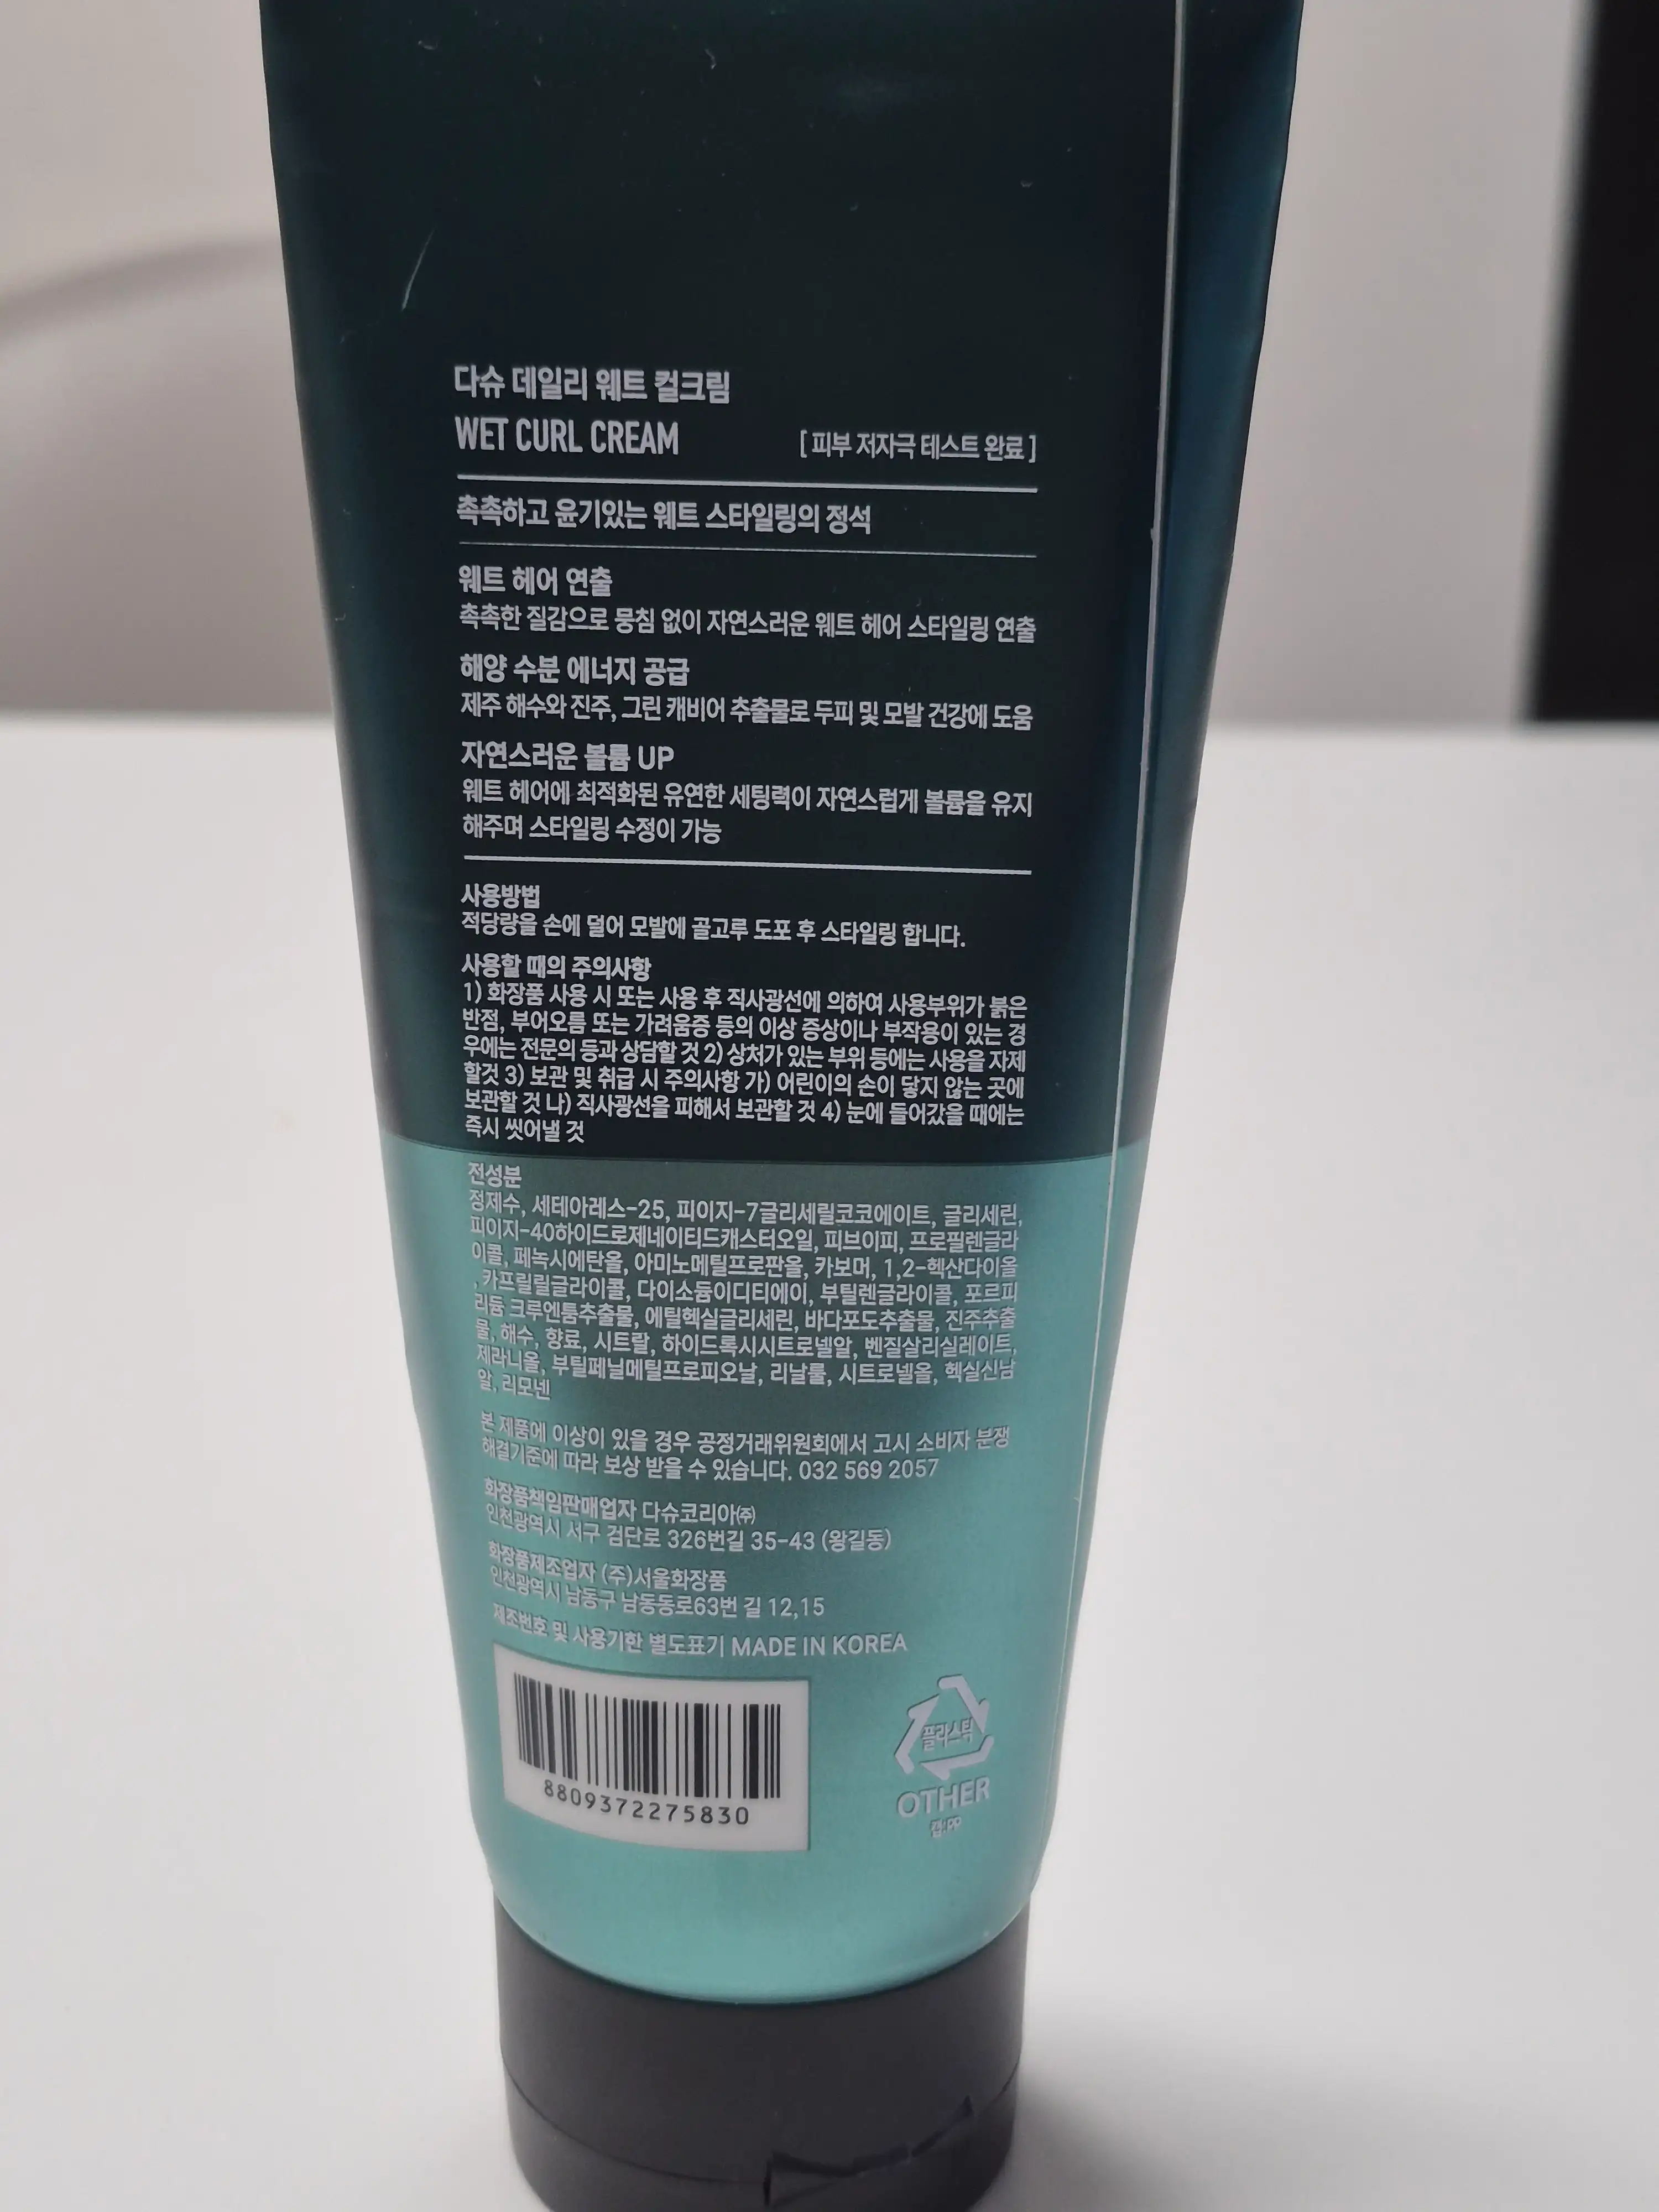 다슈 데일리 웨트 컬크림
WET CURL CREAM [ 피부 저자극 테스트 완료 ]
촉촉하고 윤기있는 웨트 스타일링의 정석
웨트 헤어 연출
촉촉한 질감으로 뭉침 없이 자연스러운 웨트 헤어 스타일링 연출
해양 수분 에너지 공급
제주 해수와 진주, 그린 캐비어 추출물로 두피 및 모발 건강에 도움
자연스러운 볼륨 UP
웨트 헤어에 최적화된 유연한 세팅력이 자연스럽게 볼륨을 유지
해주며 스타일링 수정이 가능
사용방법
적당량을 손에 덜어 모발에 골고루 도포 후 스타일링 합니다.
사용할 때의 주의사항
1) 화장품 사용 시 또는 사용 후 직사광선에 의하여 사용부위가 붉은
반점, 부어오름 또는 가려움증 등의 이상 증상이나 부작용이 있는 경
우에는 전문의 등과 상담할 것 2) 상처가 있는 부위 등에는 사용을 자제
할것 3) 보관 및 취급 시 주의사항 가) 어린이의 손이 닿지 않는 곳에
보관할 것 나) 직사광선을 피해서 보관할 것 4) 눈에 들어갔을 때에는
즉시 씻어낼 것
전성분
정제수, 세테아레스-25, 피이지-7글리세릴코코에이트, 글리세린,
피이지-40하이드로제네이티드캐스터오일, 피브이피, 프로필렌글라
이콜, 페녹시에탄올, 아미노메틸프로판올, 카보머, 1,2-헥산다이올
, 카프릴릴글라이콜, 다이소듐이디티에이, 부틸렌글라이콜, 포르피
리듐 크루엔툼추출물, 에틸헥실글리세린, 바다포도추출물, 진주추출
물, 해수, 향료, 시트랄, 하이드록시시트로넬알, 벤질살리실레이트,
제라니올, 부틸페닐메틸프로피오날, 리날룰, 시트로넬올, 헥실신남
알, 리모넨
본 제품에 이상이 있을 경우 공정거래위원회에서 고시 소비자 분쟁
해결기준에 따라 보상 받을 수 있습니다. 032 569 2057
화장품책임판매업자 다슈코리아㈜
인천광역시 서구 검단로 326번길 35-43 (왕길동)
화장품제조업자 (주)서울화장품
인천광역시 남동구 남동동로63번 길 12,15
제조번호 및 사용기한 별도표기 MADE IN KOREA
8809372275830
플라스틱
OTHER
캡:PP